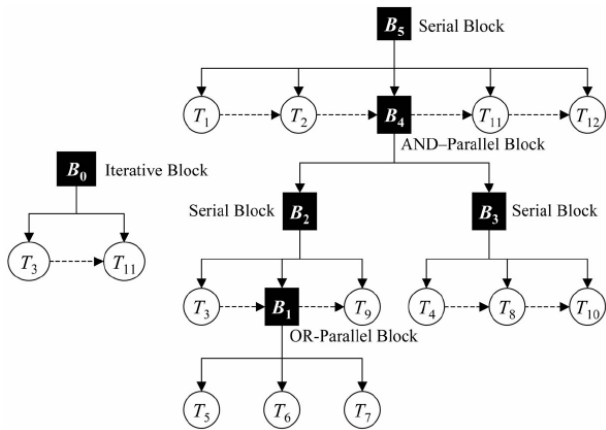 B5 Serial Block
T1 T2 B4 T11 T12
AND–Parallel Block
B0 Iterative Block
Serial Block B2 B3 Serial Block
T3 T11
T3 B1 T9 T4 T8 T10
OR-Parallel Block
T5 T6 T7